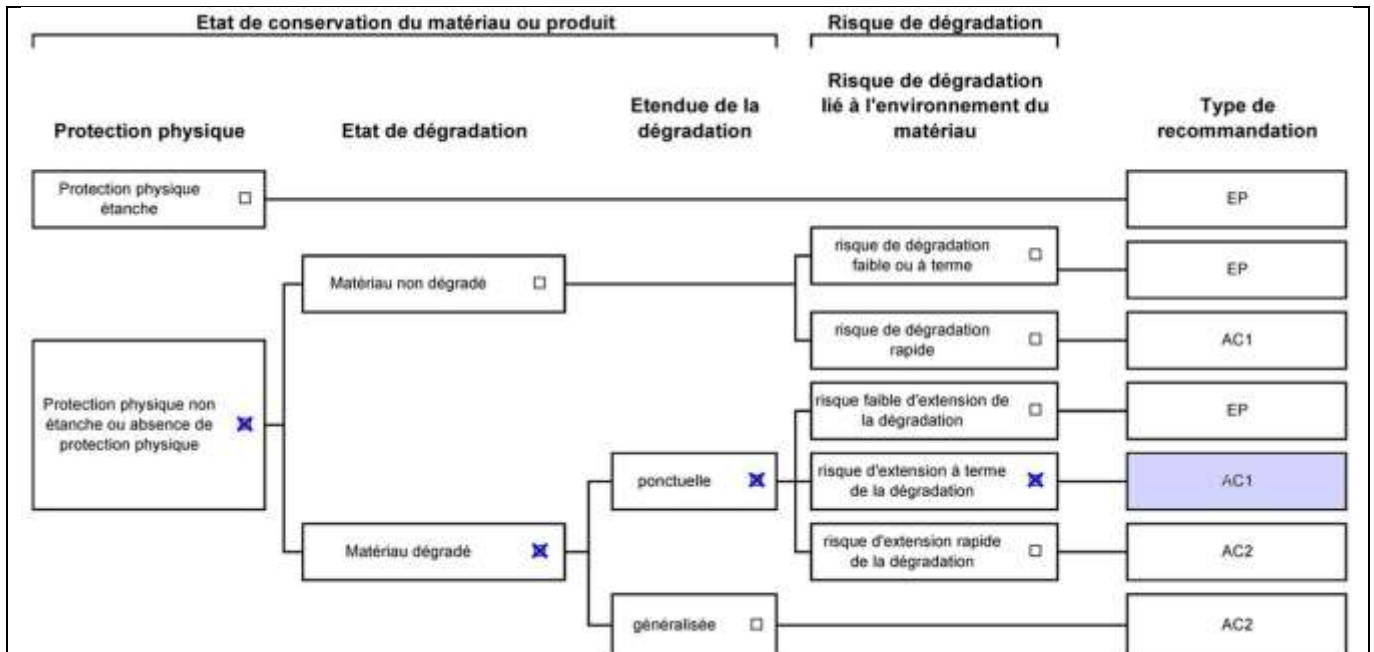 Etat de conservation du matériau ou produit
Risque de dégradation
Protection physique
Etat de dégradation
Etendue de la
dégradation
Risque de dégradation
lié à l'environnement du
matériau
Type de
recommandation
Protection physique
étanche
EP
Matériau non dégradé
risque de dégradation
faible ou à terme
EP
risque de dégradation
rapide
AC1
Protection physique non
étanche ou absence de
protection physique
risque faible d'extension de
la dégradation
EP
ponctuelle
risque d'extension à terme
de la dégradation
AC1
Matériau dégradé
risque d'extension rapide
de la dégradation
AC2
généralisée
AC2